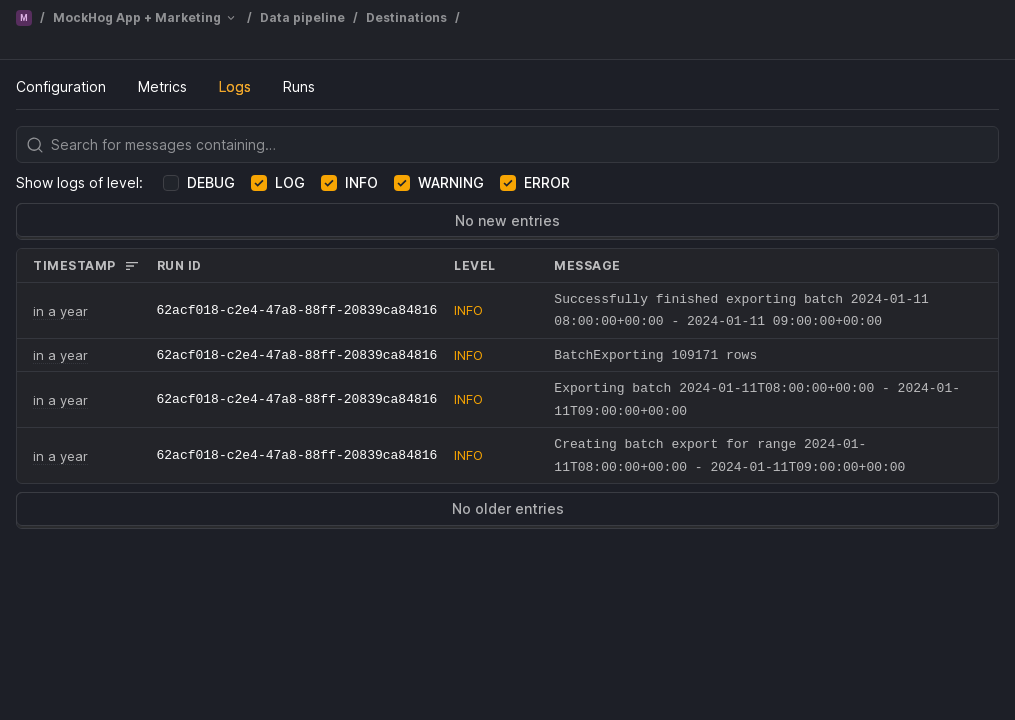 M / MockHog App + Marketing / Data pipeline / Destinations /
Configuration Metrics Logs Runs
Search for messages containing…
Show logs of level: DEBUG LOG INFO WARNING ERROR
No new entries
TIMESTAMP RUN ID LEVEL MESSAGE
in a year 62acf018-c2e4-47a8-88ff-20839ca84816 INFO Successfully finished exporting batch 2024-01-11
08:00:00+00:00 - 2024-01-11 09:00:00+00:00
in a year 62acf018-c2e4-47a8-88ff-20839ca84816 INFO BatchExporting 109171 rows
in a year 62acf018-c2e4-47a8-88ff-20839ca84816 INFO Exporting batch 2024-01-11T08:00:00+00:00 - 2024-01-
11T09:00:00+00:00
in a year 62acf018-c2e4-47a8-88ff-20839ca84816 INFO Creating batch export for range 2024-01-
11T08:00:00+00:00 - 2024-01-11T09:00:00+00:00
No older entries